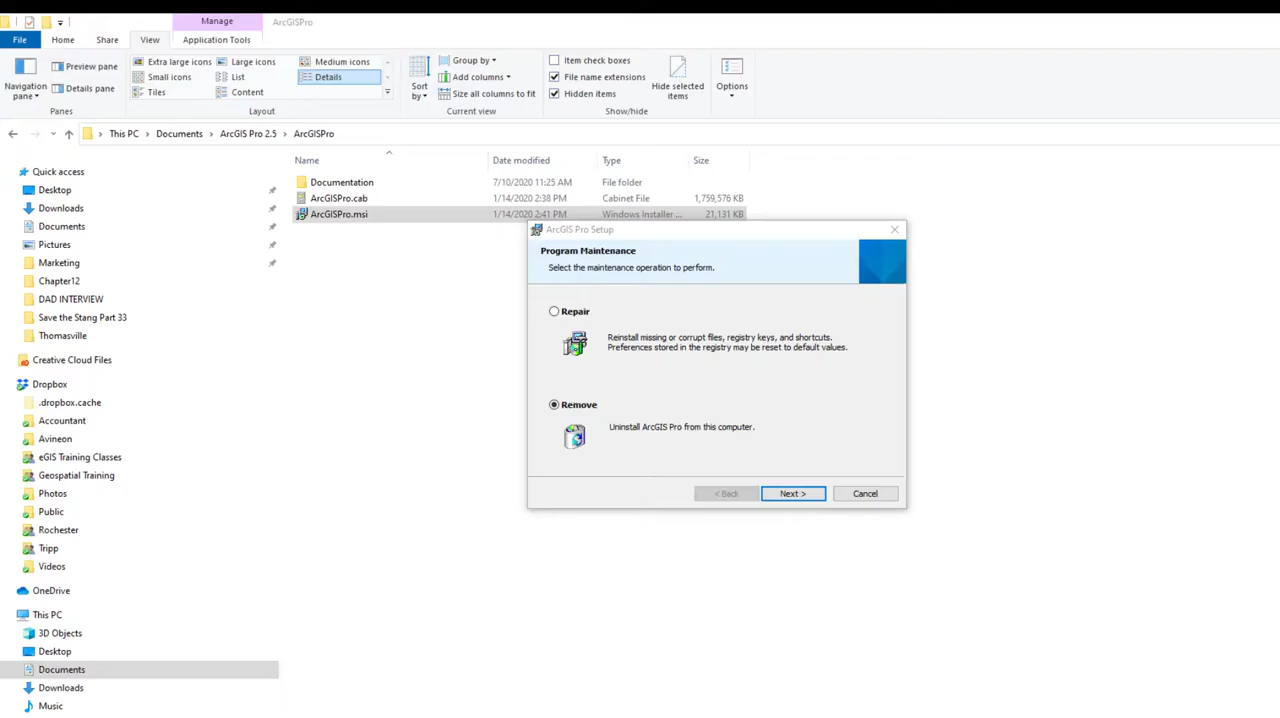 Manage
ArcGISPro
File
Home
Share
View
Application Tools
Navigation pane
Preview pane
Details pane
Panes
Extra large icons
Large icons
Medium icons
Small icons
List
Details
Tiles
Content
Layout
Sort by
Group by
Add columns
Size all columns to fit
Current view
Item check boxes
File name extensions
Hidden items
Hide selected items
Show/hide
Options
This PC > Documents > ArcGIS Pro 2.5 > ArcGISPro
Name Date modified Type Size
Documentation 7/10/2020 11:25 AM File folder
ArcGISPro.cab 1/14/2020 2:38 PM Cabinet File 1,759,576 KB
ArcGISPro.msi 1/14/2020 2:41 PM Windows Installer ... 21,131 KB
Quick access
Desktop
Downloads
Documents
Pictures
Marketing
Chapter12
DAD INTERVIEW
Save the Stang Part 33
Thomasville
Creative Cloud Files
Dropbox
.dropbox.cache
Accountant
Avineon
eGIS Training Classes
Geospatial Training
Photos
Public
Rochester
Tripp
Videos
OneDrive
This PC
3D Objects
Desktop
Documents
Downloads
Music
ArcGIS Pro Setup
Program Maintenance
Select the maintenance operation to perform.
Repair
Reinstall missing or corrupt files, registry keys, and shortcuts.
Preferences stored in the registry may be reset to default values.
Remove
Uninstall ArcGIS Pro from this computer.
< Back
Next >
Cancel